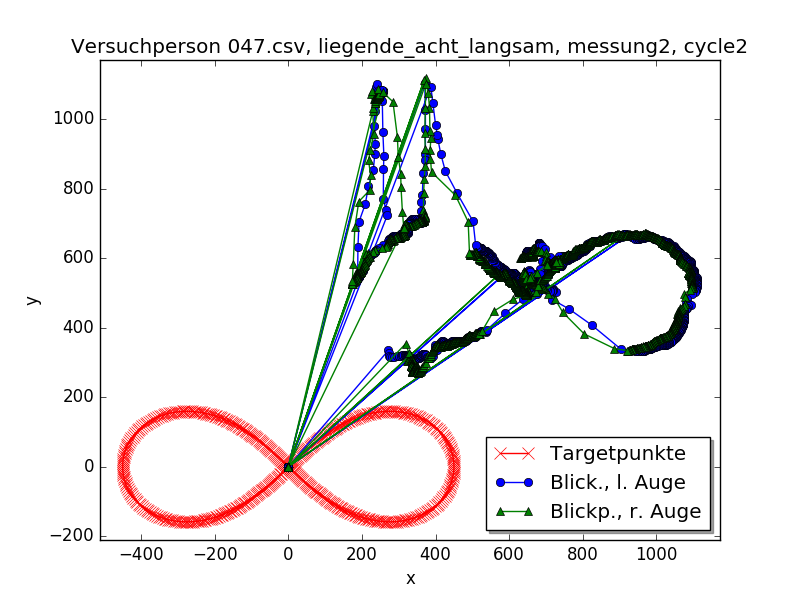 Versuchperson 047.csv, liegende_acht_langsam, messung2, cycle2
1000
800
600
400
200
0
−200
y
−400
−200
0
200
400
600
800
1000
x
Targetpunkte
Blick., l. Auge
Blickp., r. Auge